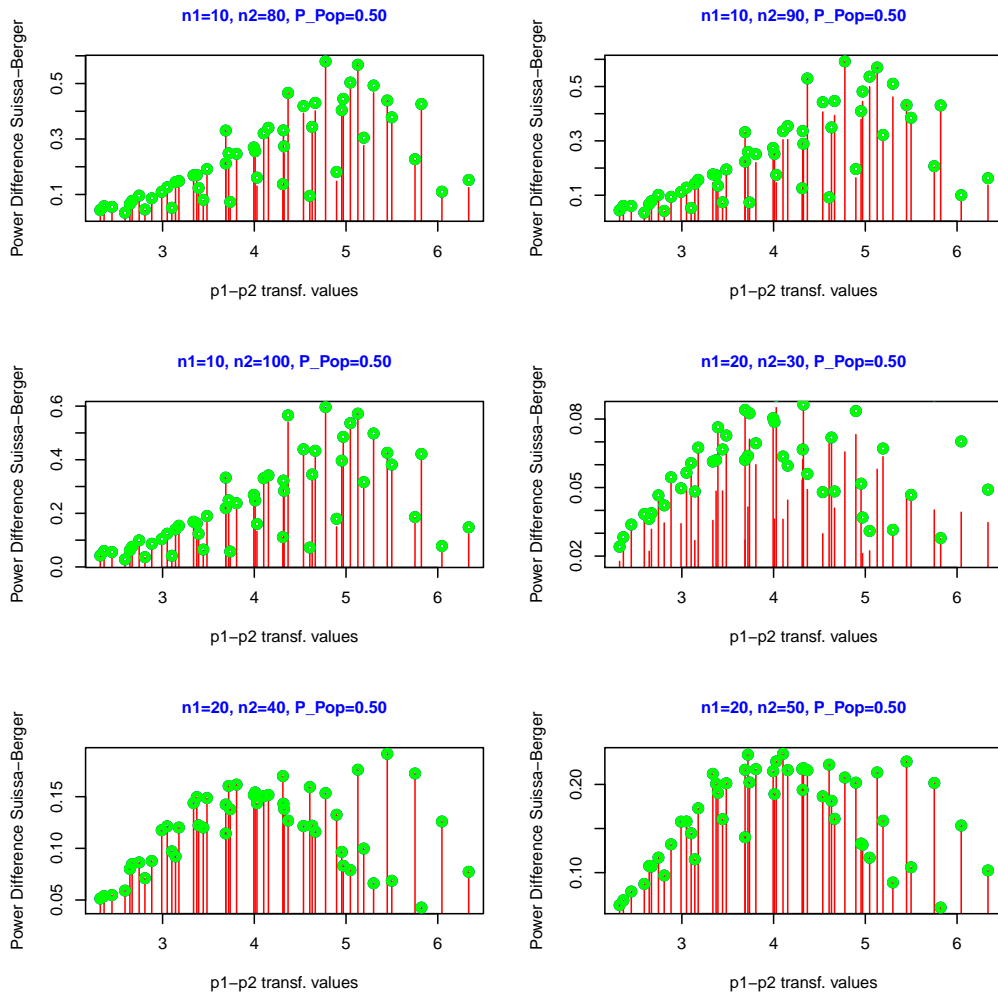 n1=10, n2=80, P_Pop=0.50
Power Difference Suissa−Berger
0.5
0.3
0.1
3 4 5 6
p1−p2 transf. values
n1=10, n2=90, P_Pop=0.50
Power Difference Suissa−Berger
0.5
0.3
0.1
3 4 5 6
p1−p2 transf. values
n1=10, n2=100, P_Pop=0.50
Power Difference Suissa−Berger
0.6
0.4
0.2
0.0
3 4 5 6
p1−p2 transf. values
n1=20, n2=30, P_Pop=0.50
Power Difference Suissa−Berger
0.08
0.05
0.02
3 4 5 6
p1−p2 transf. values
n1=20, n2=40, P_Pop=0.50
Power Difference Suissa−Berger
0.15
0.10
0.05
3 4 5 6
p1−p2 transf. values
n1=20, n2=50, P_Pop=0.50
Power Difference Suissa−Berger
0.20
0.10
3 4 5 6
p1−p2 transf. values